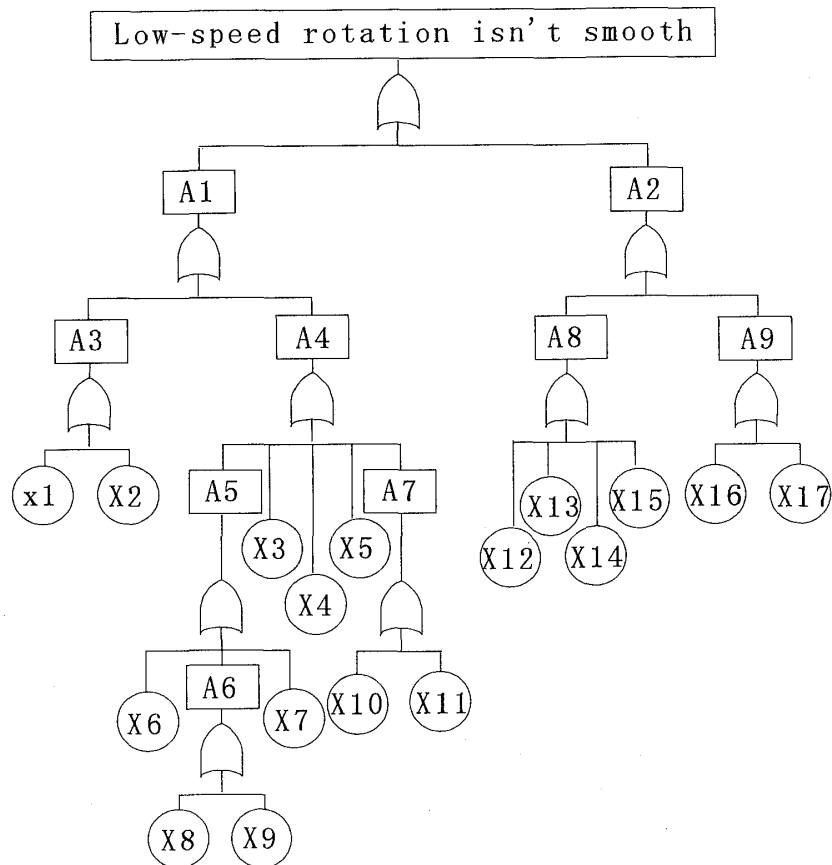 Low-speed rotation isn't smooth
A1
A2
A3
A4
A8
A9
x1
X2
A5
A7
X3
X5
X4
X12
X13
X14
X15
X16
X17
X6
A6
X7
X10
X11
X8
X9